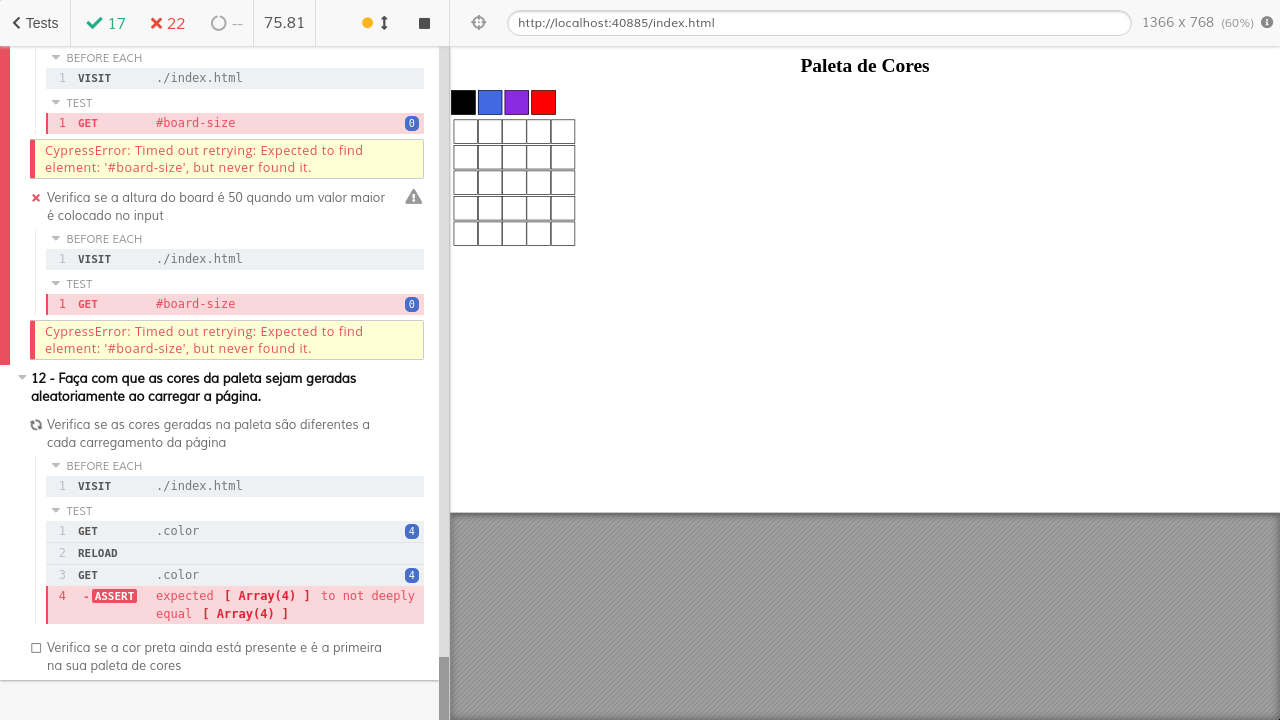 Tests
17
22
--
75.81
http://localhost:40885/index.html
1366 x 768 (60%)
BEFORE EACH
1 VISIT ./index.html
TEST
1 GET #board-size 0
CypressError: Timed out retrying: Expected to find
element: '#board-size', but never found it.
Verifica se a altura do board é 50 quando um valor maior
é colocado no input
BEFORE EACH
1 VISIT ./index.html
TEST
1 GET #board-size 0
CypressError: Timed out retrying: Expected to find
element: '#board-size', but never found it.
12 - Faça com que as cores da paleta sejam geradas
aleatoriamente ao carregar a página.
Verifica se as cores geradas na paleta são diferentes a
cada carregamento da página
BEFORE EACH
1 VISIT ./index.html
TEST
1 GET .color 4
2 RELOAD
3 GET .color 4
4 -ASSERT expected [ Array(4) ] to not deeply
equal [ Array(4) ]
Verifica se a cor preta ainda está presente e é a primeira
na sua paleta de cores
Paleta de Cores